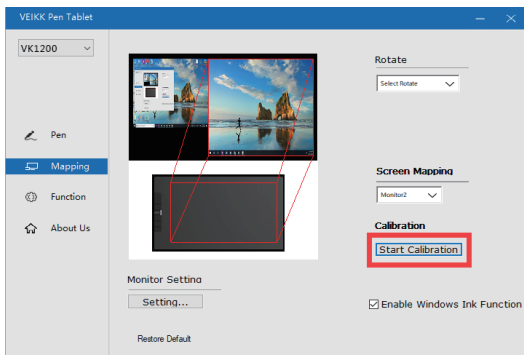 VEIKK Pen Tablet
VK1200
Pen
Mapping
Function
About Us
Rotate
Select Rotate
Screen Mapping
Monitor2
Calibration
Start Calibration
Monitor Setting
Setting...
Enable Windows Ink Function
Restore Default